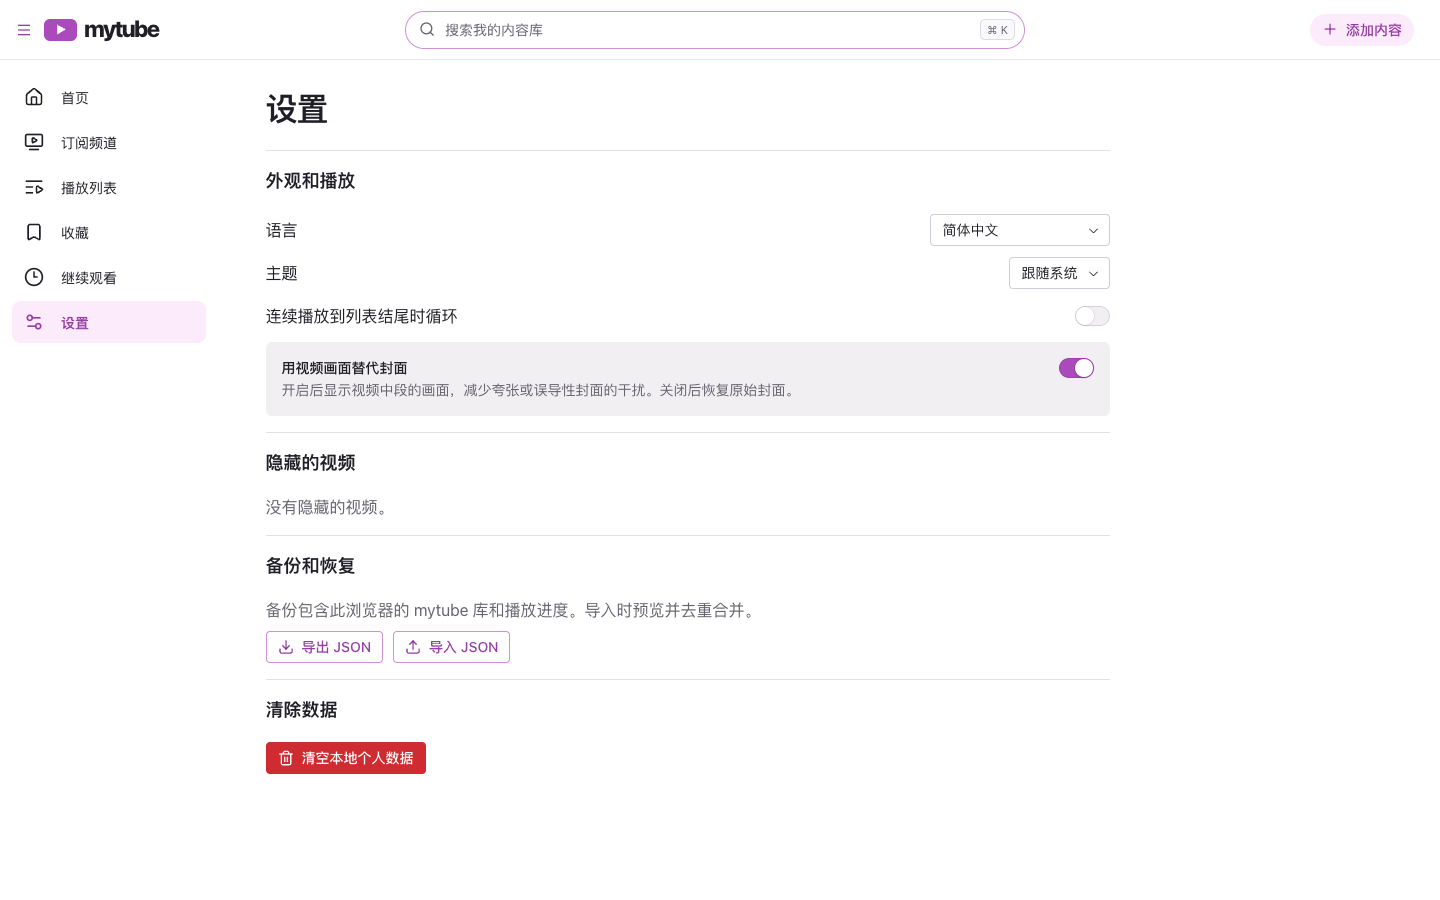 mytube
搜索我的内容库
⌘ K
添加内容
首页
订阅频道
播放列表
收藏
继续观看
设置
设置
外观和播放
语言
简体中文
主题
跟随系统
连续播放到列表结尾时循环
用视频画面替代封面
开启后显示视频中段的画面，减少夸张或误导性封面的干扰。关闭后恢复原始封面。
隐藏的视频
没有隐藏的视频。
备份和恢复
备份包含此浏览器的 mytube 库和播放进度。导入时预览并去重合并。
导出 JSON
导入 JSON
清除数据
清空本地个人数据